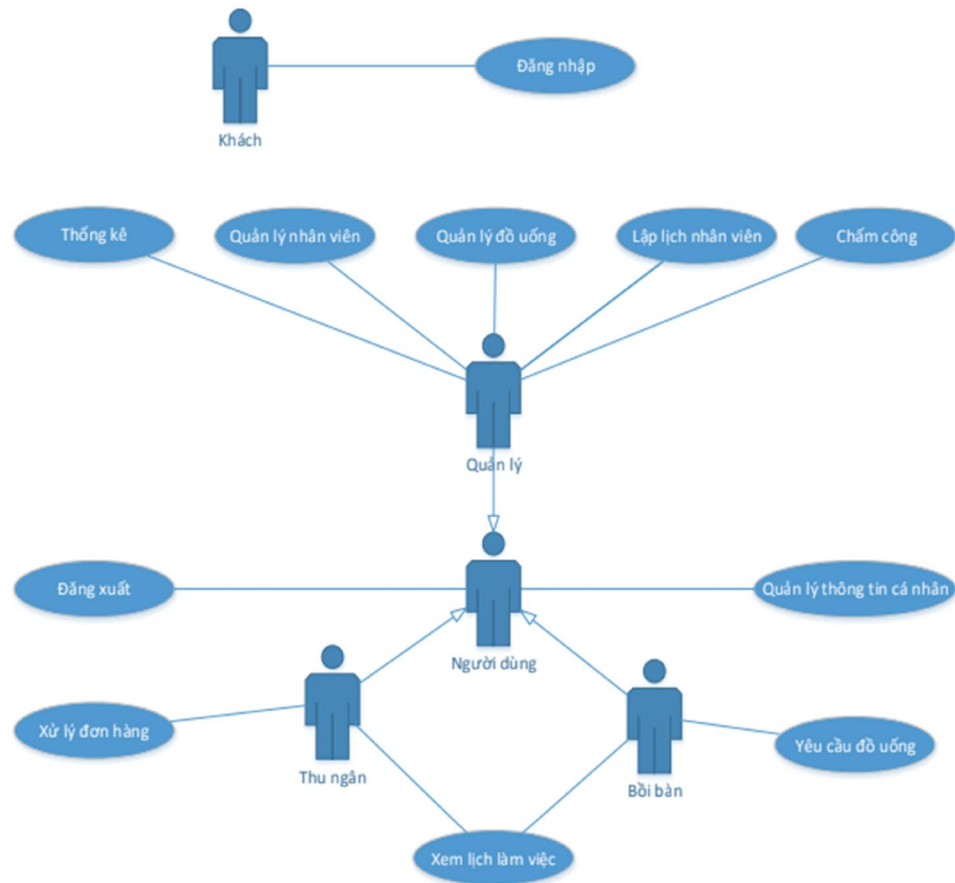 Đăng nhập
Khách
Thống kê
Quản lý nhân viên
Quản lý đồ uống
Lập lịch nhân viên
Chấm công
Quản lý
Đăng xuất
Quản lý thông tin cá nhân
Người dùng
Xử lý đơn hàng
Thu ngân
Bồi bàn
Yêu cầu đồ uống
Xem lịch làm việc